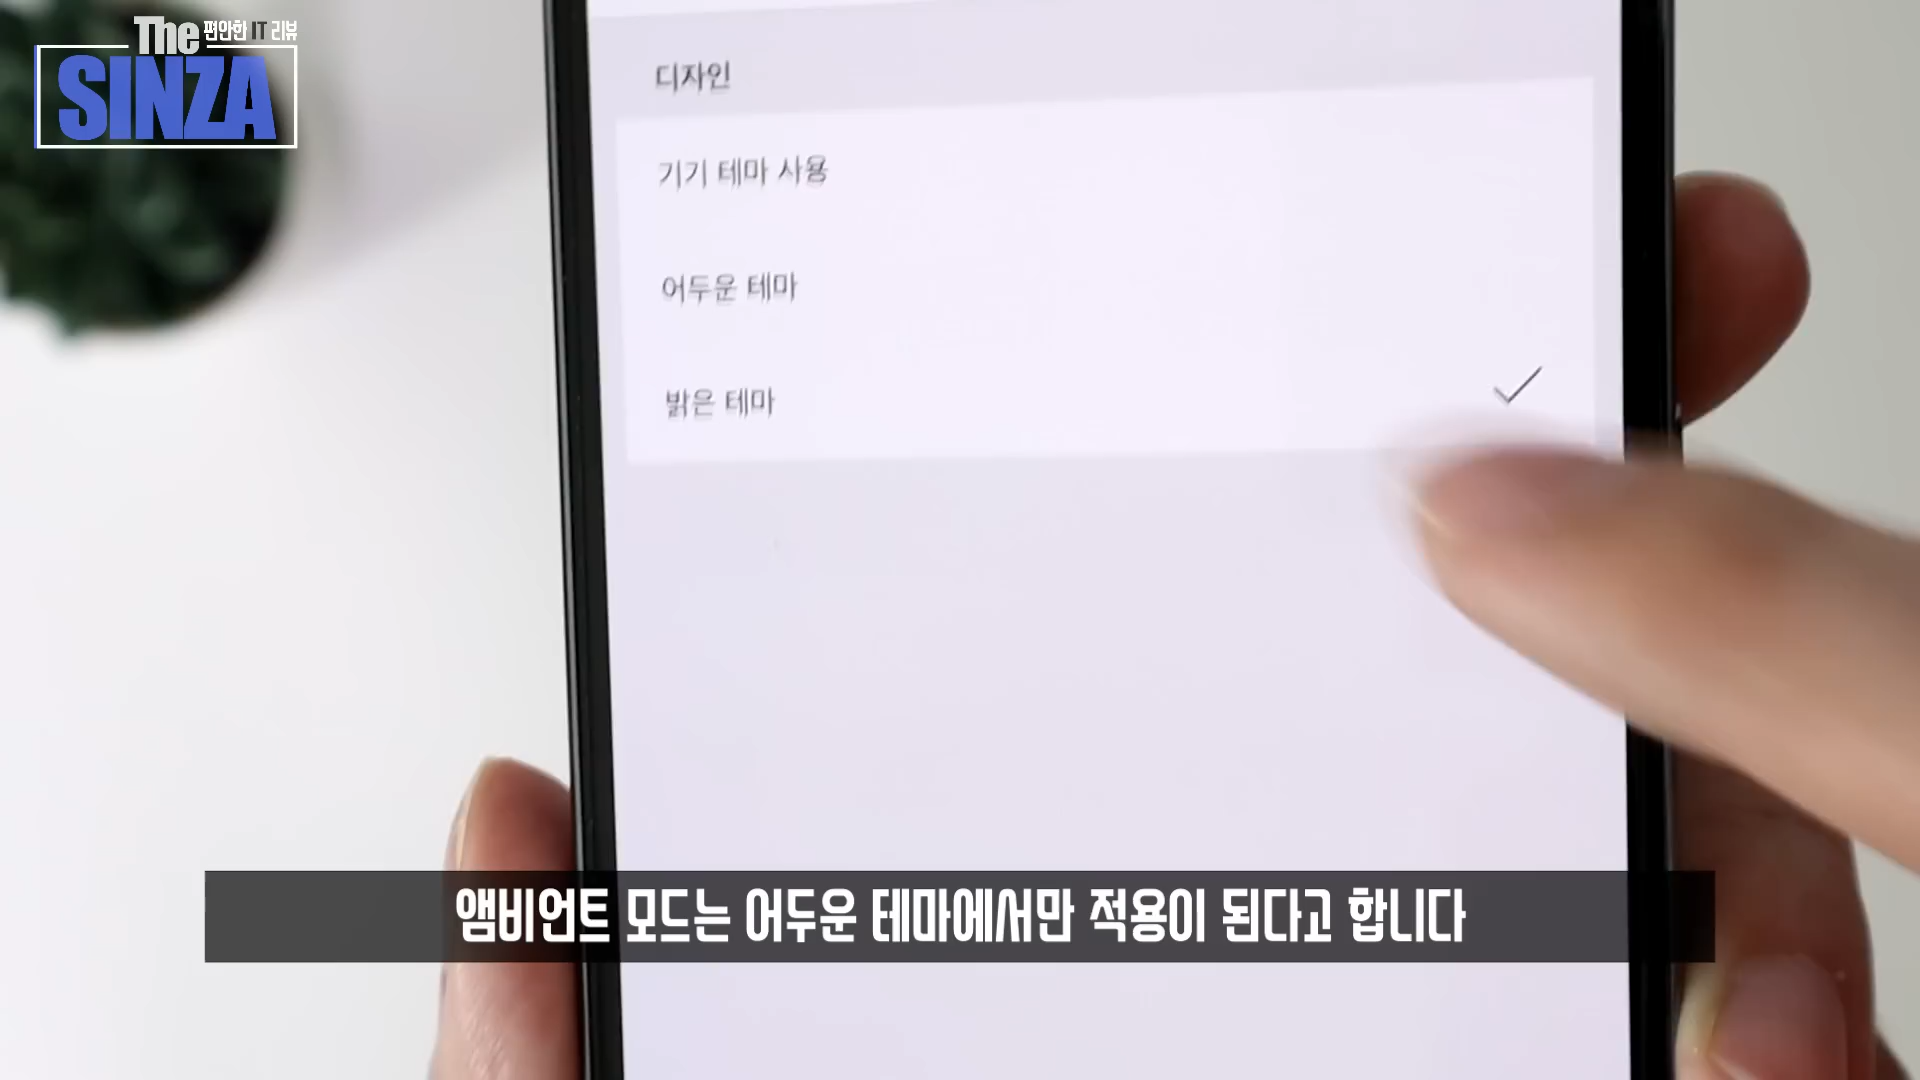 The 편안한 IT 리뷰
SINZA
디자인
기기 테마 사용
어두운 테마
밝은 테마
앰비언트 모드는 어두운 테마에서만 적용이 된다고 합니다